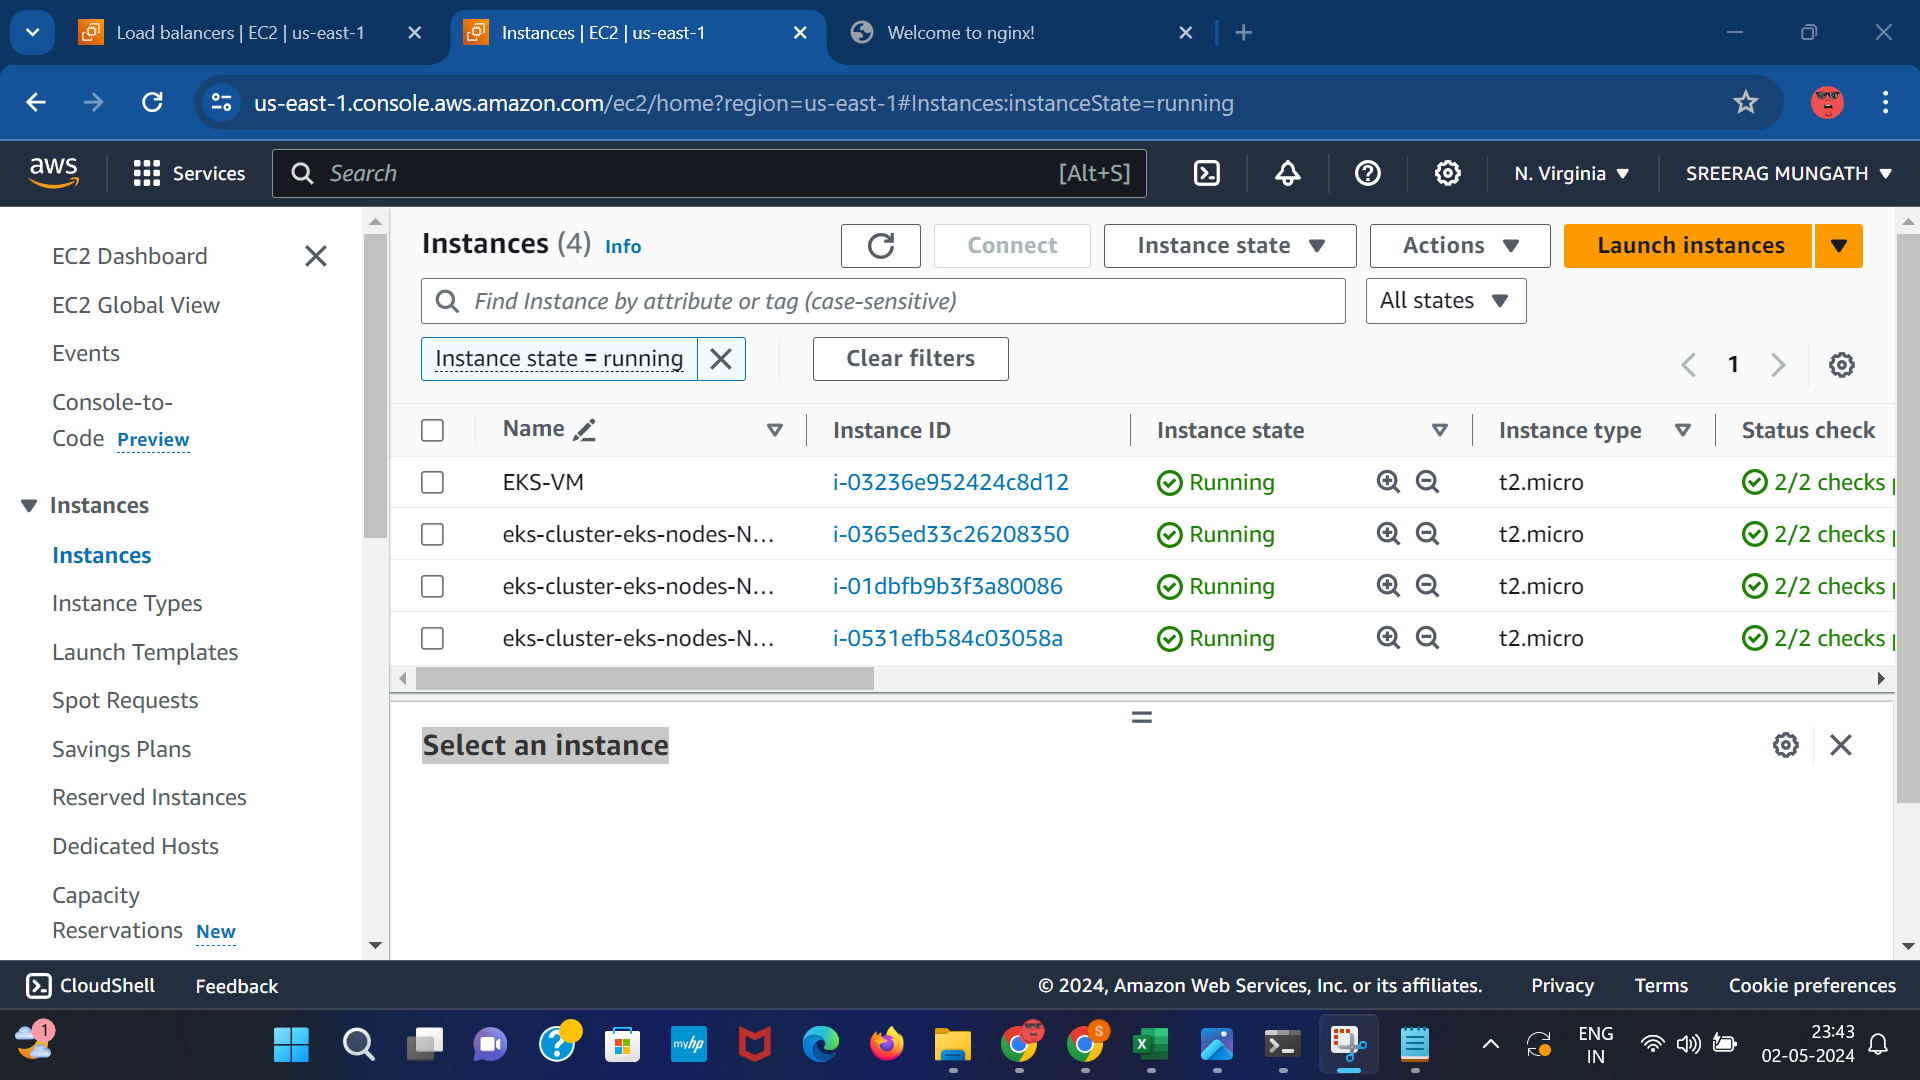 Load balancers | EC2 | us-east-1
Instances | EC2 | us-east-1
Welcome to nginx!
us-east-1.console.aws.amazon.com/ec2/home?region=us-east-1#Instances:instanceState=running
aws
Services
Search
[Alt+S]
N. Virginia
SREERAG MUNGATH
EC2 Dashboard
EC2 Global View
Events
Console-to-
Code Preview
Instances
Instances
Instance Types
Launch Templates
Spot Requests
Savings Plans
Reserved Instances
Dedicated Hosts
Capacity
Reservations New
Instances (4) Info
Connect
Instance state
Actions
Launch instances
Find Instance by attribute or tag (case-sensitive)
All states
Instance state = running
Clear filters
1
Name Instance ID Instance state Instance type Status check
EKS-VM i-03236e952424c8d12 Running t2.micro 2/2 checks
eks-cluster-eks-nodes-N... i-0365ed33c26208350 Running t2.micro 2/2 checks
eks-cluster-eks-nodes-N... i-01dbfb9b3f3a80086 Running t2.micro 2/2 checks
eks-cluster-eks-nodes-N... i-0531efb584c03058a Running t2.micro 2/2 checks
Select an instance
CloudShell
Feedback
© 2024, Amazon Web Services, Inc. or its affiliates.
Privacy
Terms
Cookie preferences
1
myhp
S
ENG
IN
23:43
02-05-2024